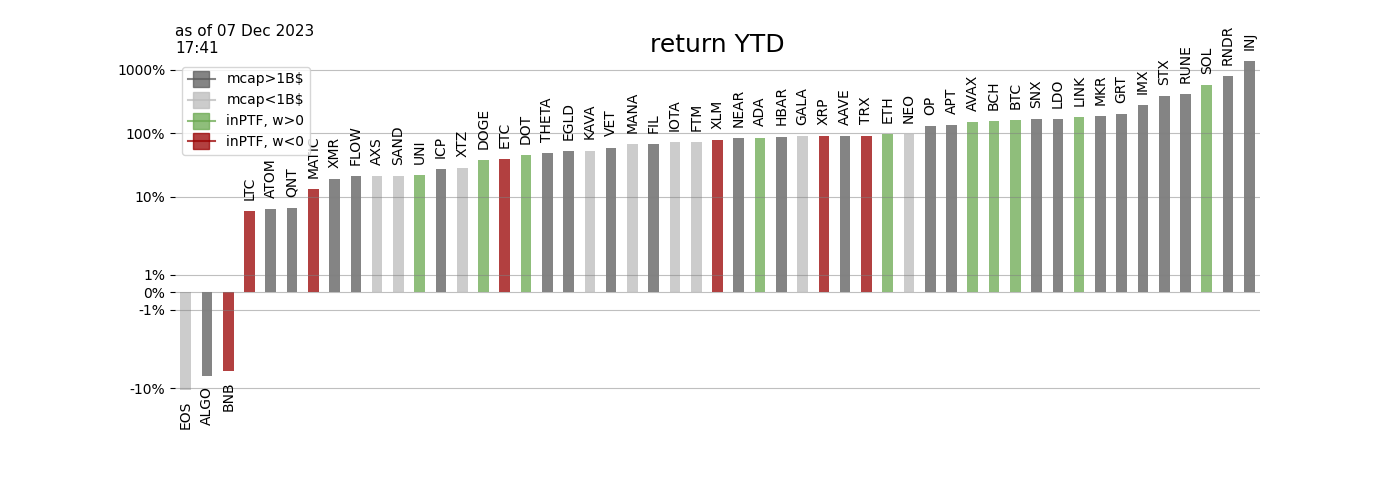 as of 07 Dec 2023
17:41
return YTD
1000%
100%
10%
1%
0%
-1%
-10%
mcap>1B$
mcap<1B$
inPTF, w>0
inPTF, w<0
EOS
ALGO
BNB
LTC
ATOM
QNT
MATIC
XMR
FLOW
AXS
SAND
UNI
ICP
XTZ
DOGE
ETC
DOT
THETA
EGLD
KAVA
VET
MANA
FIL
IOTA
FTM
XLM
NEAR
ADA
HBAR
GALA
XRP
AAVE
TRX
ETH
NEO
OP
APT
AVAX
BCH
BTC
SNX
LDO
LINK
MKR
GRT
IMX
STX
RUNE
SOL
RNDR
INJ